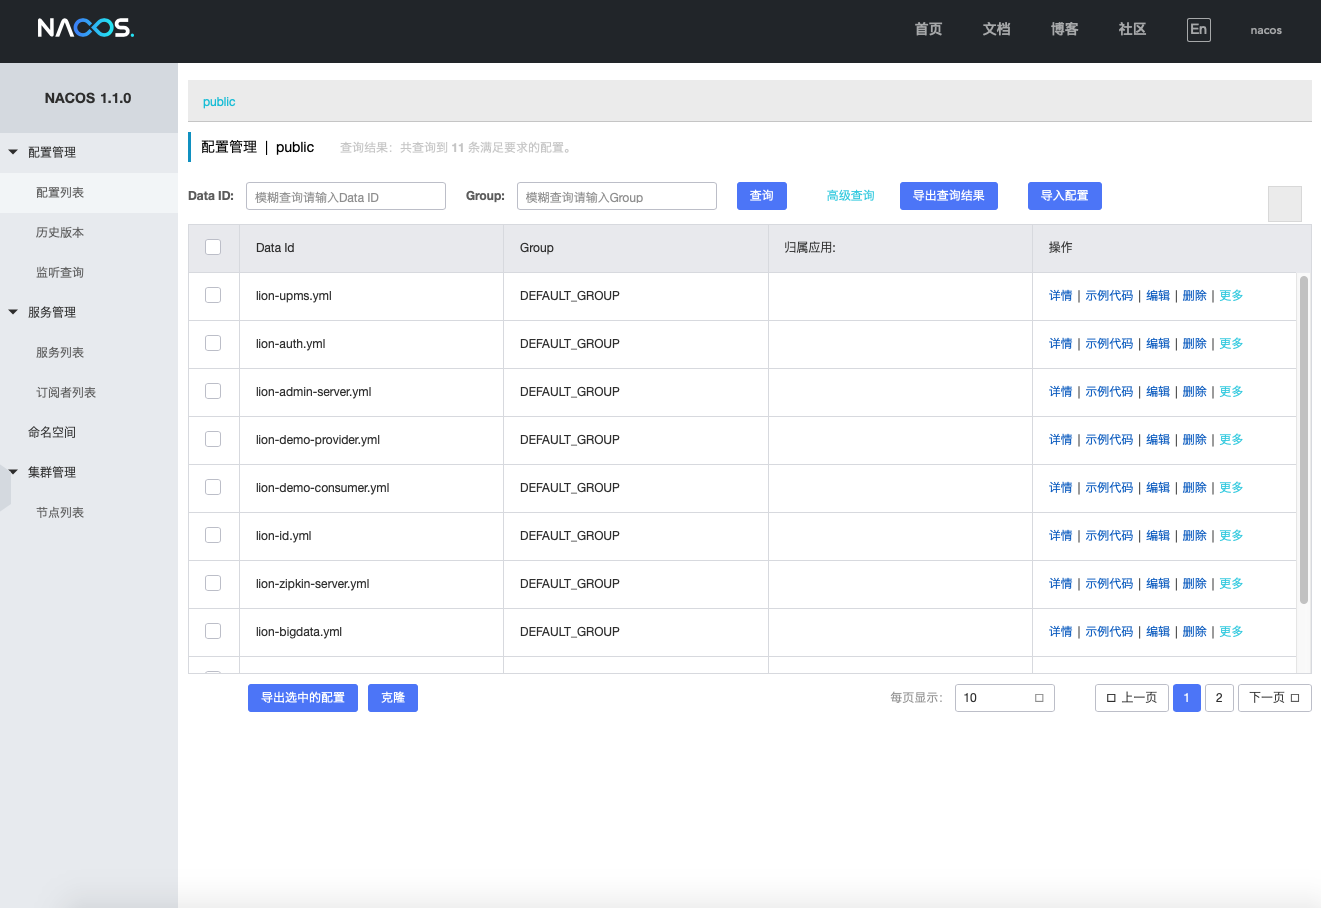 NACOS.
首页 文档 博客 社区 En nacos
NACOS 1.1.0
配置管理
配置列表
历史版本
监听查询
服务管理
服务列表
订阅者列表
命名空间
集群管理
节点列表
public
配置管理 | public 查询结果：共查询到 11 条满足要求的配置。
Data ID: 模糊查询请输入Data ID Group: 模糊查询请输入Group 查询 高级查询 导出查询结果 导入配置
Data Id Group 归属应用: 操作
lion-upms.yml DEFAULT_GROUP 详情 | 示例代码 | 编辑 | 删除 | 更多
lion-auth.yml DEFAULT_GROUP 详情 | 示例代码 | 编辑 | 删除 | 更多
lion-admin-server.yml DEFAULT_GROUP 详情 | 示例代码 | 编辑 | 删除 | 更多
lion-demo-provider.yml DEFAULT_GROUP 详情 | 示例代码 | 编辑 | 删除 | 更多
lion-demo-consumer.yml DEFAULT_GROUP 详情 | 示例代码 | 编辑 | 删除 | 更多
lion-id.yml DEFAULT_GROUP 详情 | 示例代码 | 编辑 | 删除 | 更多
lion-zipkin-server.yml DEFAULT_GROUP 详情 | 示例代码 | 编辑 | 删除 | 更多
lion-bigdata.yml DEFAULT_GROUP 详情 | 示例代码 | 编辑 | 删除 | 更多
导出选中的配置 克隆 每页显示: 10 上一页 1 2 下一页